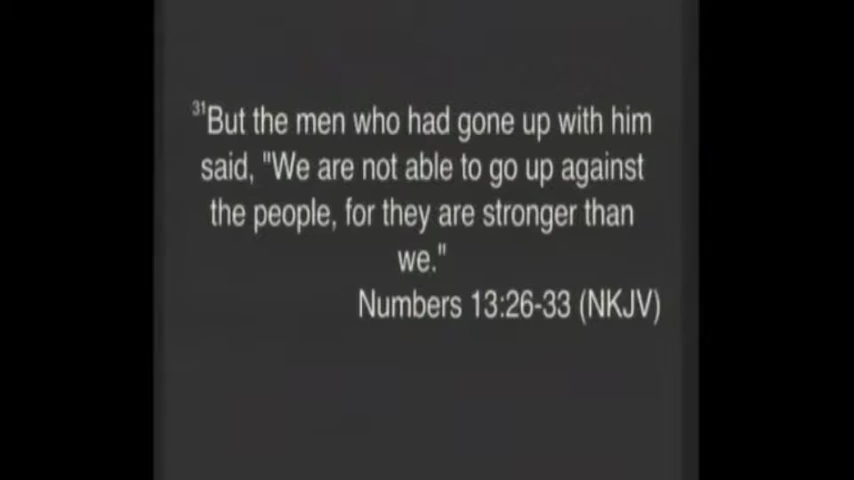 ³¹But the men who had gone up with him
said, "We are not able to go up against
the people, for they are stronger than
we."
Numbers 13:26-33 (NKJV)